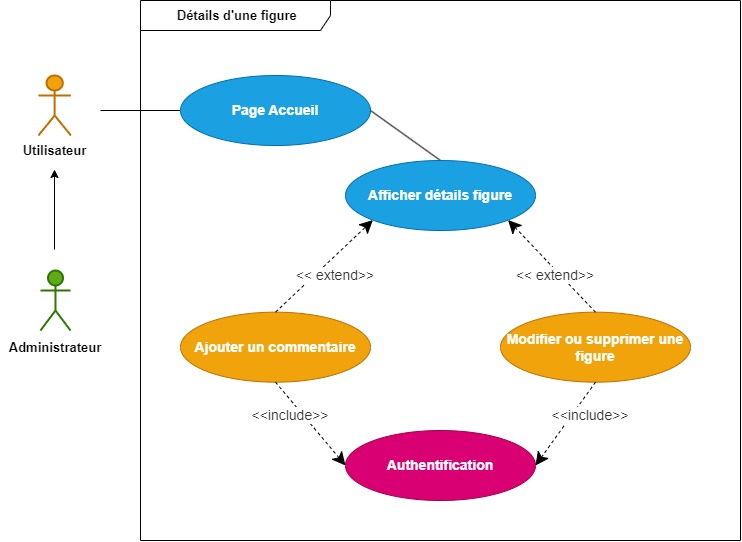 Détails d'une figure
Page Accueil
Utilisateur
Afficher détails figure
<< extend>>
<< extend>>
Administrateur
Ajouter un commentaire
Modifier ou supprimer une
figure
<<include>>
<<include>>
Authentification